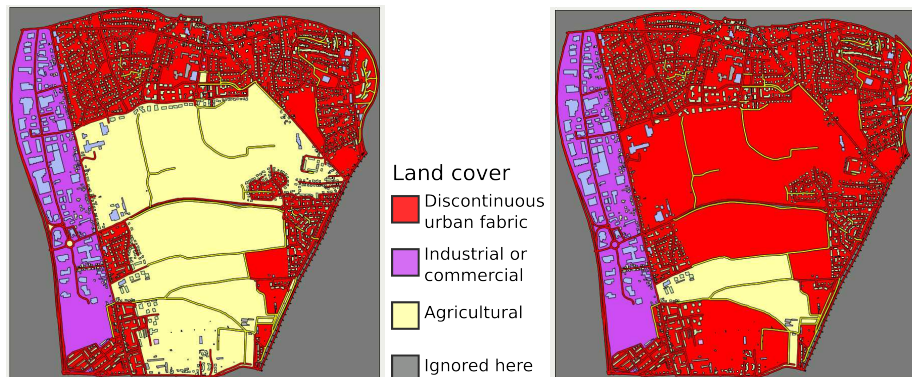 Land cover
Discontinuous
urban fabric
Industrial or
commercial
Agricultural
Ignored here